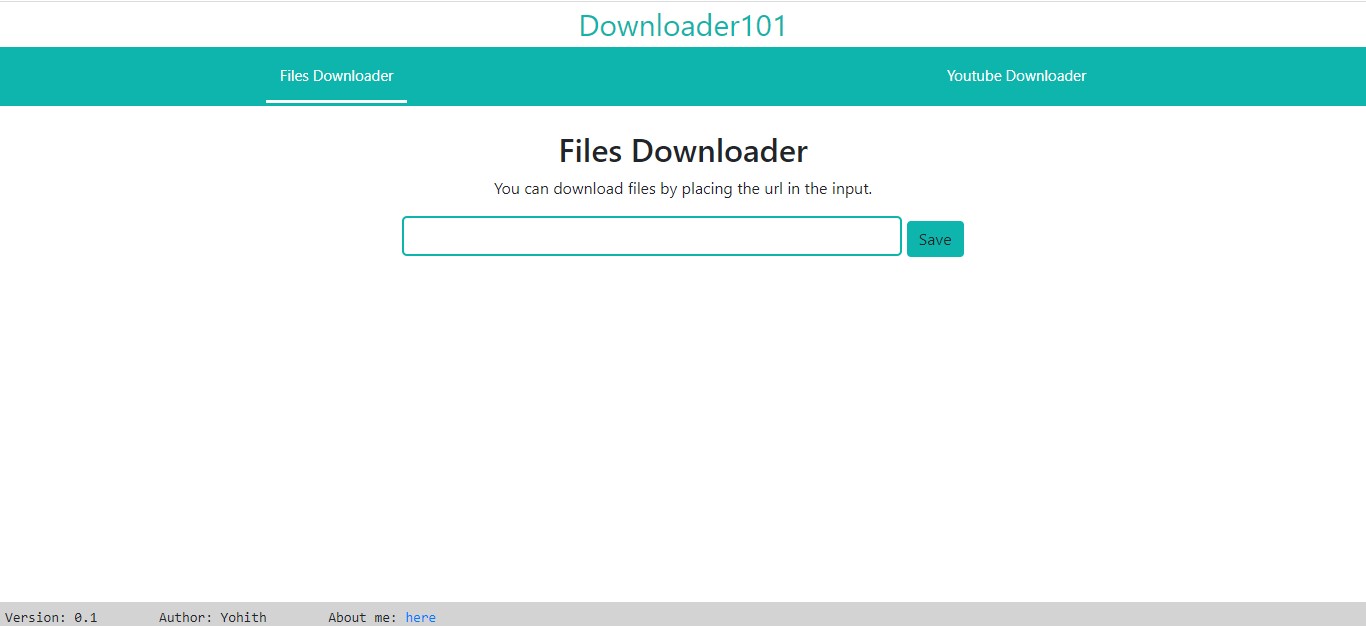 Downloader101
Files Downloader Youtube Downloader
Files Downloader
You can download files by placing the url in the input.
Save
Version: 0.1 Author: Yohith About me: here